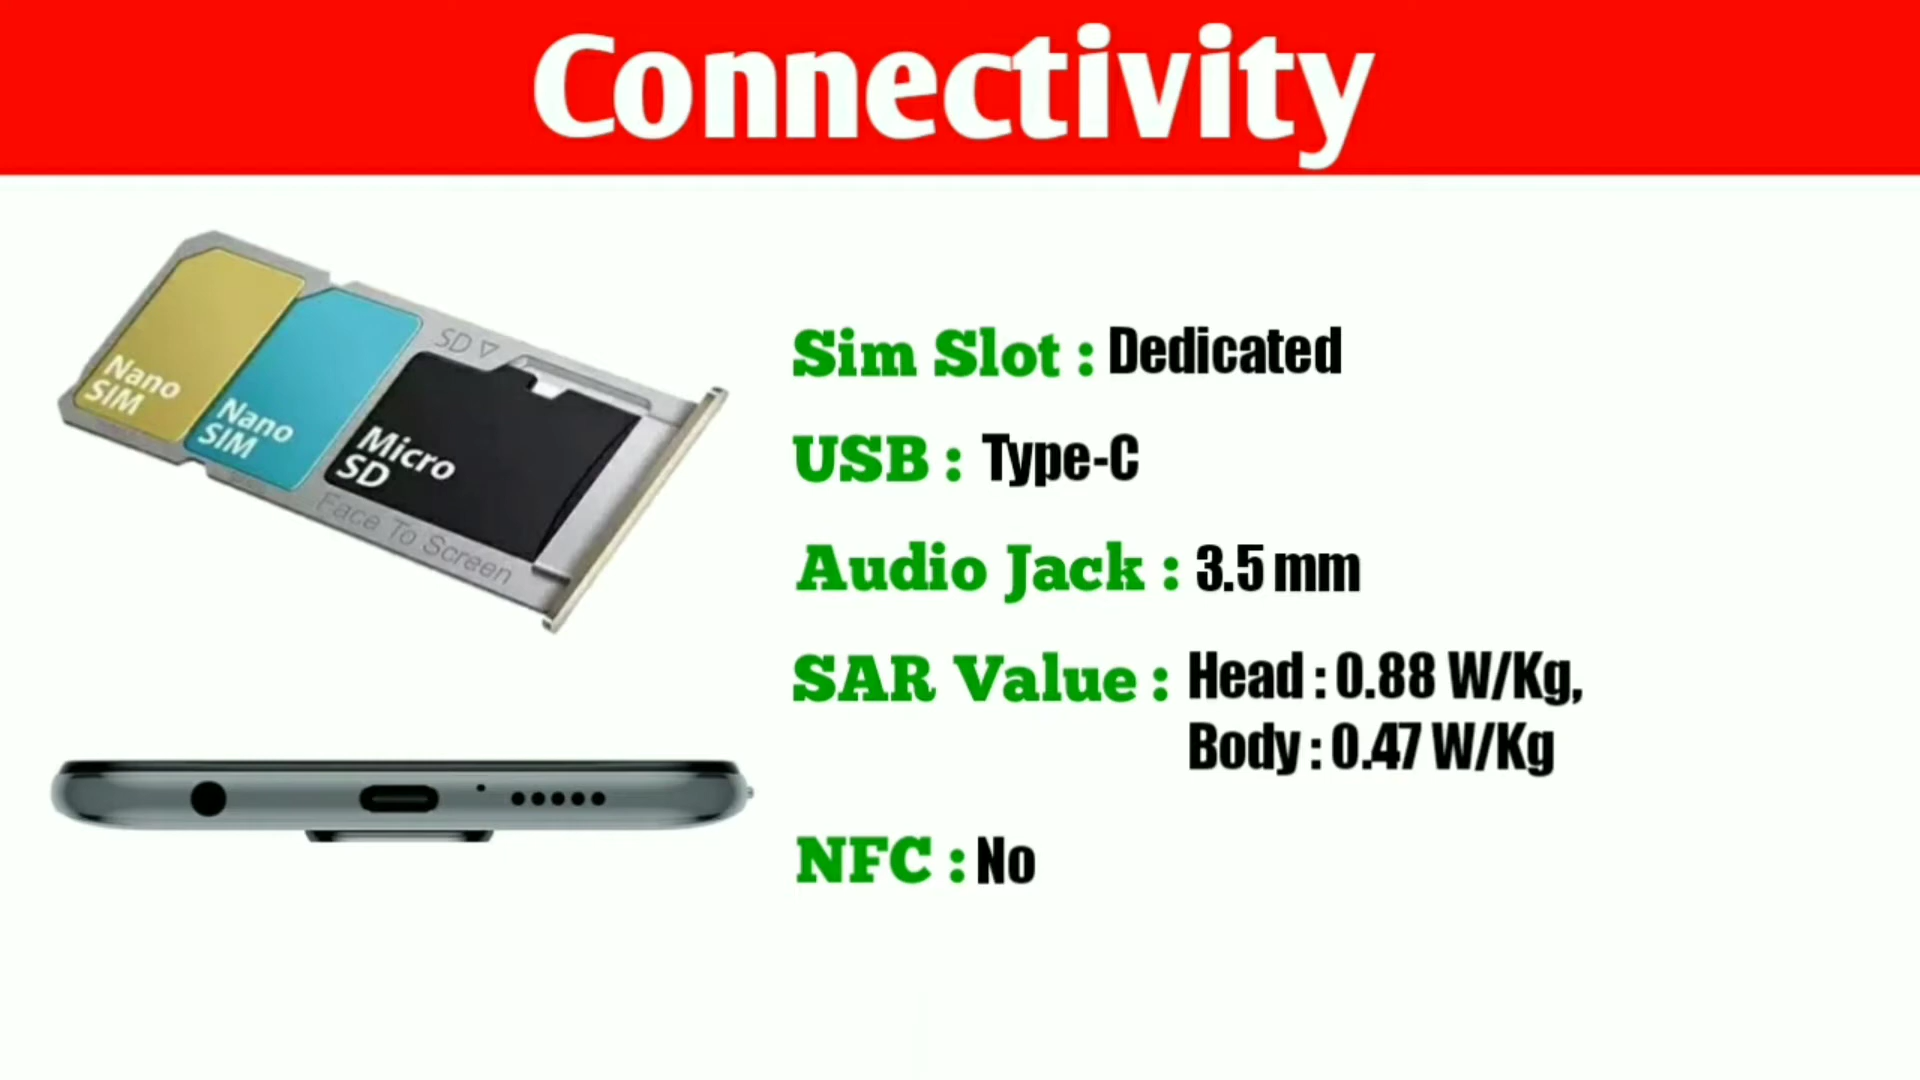 Connectivity
Nano
SIM
Nano
SIM
SD
Micro
SD
Face To Screen
Sim Slot : Dedicated
USB : Type-C
Audio Jack : 3.5 mm
SAR Value : Head : 0.88 W/Kg,
Body : 0.47 W/Kg
NFC : No